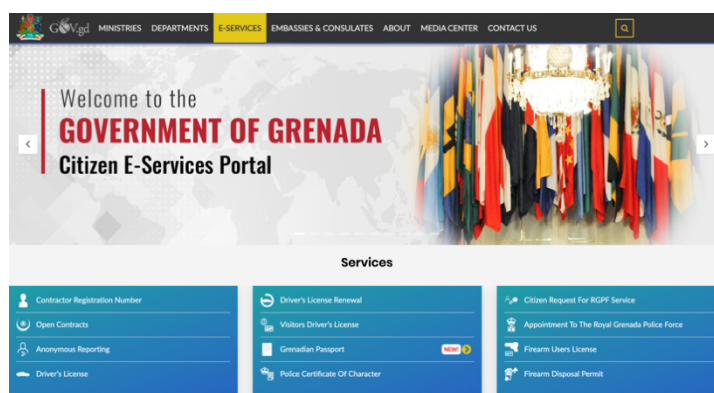 GOV.gd MINISTRIES DEPARTMENTS E-SERVICES EMBASSIES & CONSULATES ABOUT MEDIA CENTER CONTACT US
Welcome to the
GOVERNMENT OF GRENADA
Citizen E-Services Portal
Services
Contractor Registration Number
Open Contracts
Anonymous Reporting
Driver's License
Driver's License Renewal
Visitors Driver's License
Grenadian Passport NEW!
Police Certificate Of Character
Citizen Request For RGPF Service
Appointment To The Royal Grenada Police Force
Firearm Users License
Firearm Disposal Permit